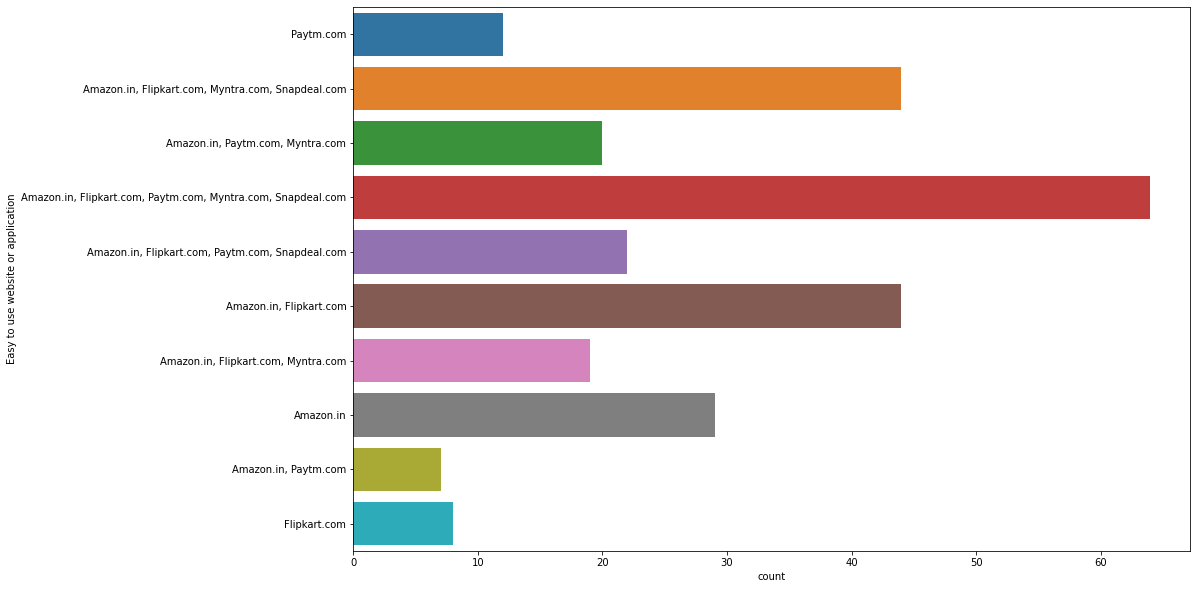 Easy to use website or application
Paytm.com
Amazon.in, Flipkart.com, Myntra.com, Snapdeal.com
Amazon.in, Paytm.com, Myntra.com
Amazon.in, Flipkart.com, Paytm.com, Myntra.com, Snapdeal.com
Amazon.in, Flipkart.com, Paytm.com, Snapdeal.com
Amazon.in, Flipkart.com
Amazon.in, Flipkart.com, Myntra.com
Amazon.in
Amazon.in, Paytm.com
Flipkart.com
0 10 20 30 40 50 60
count